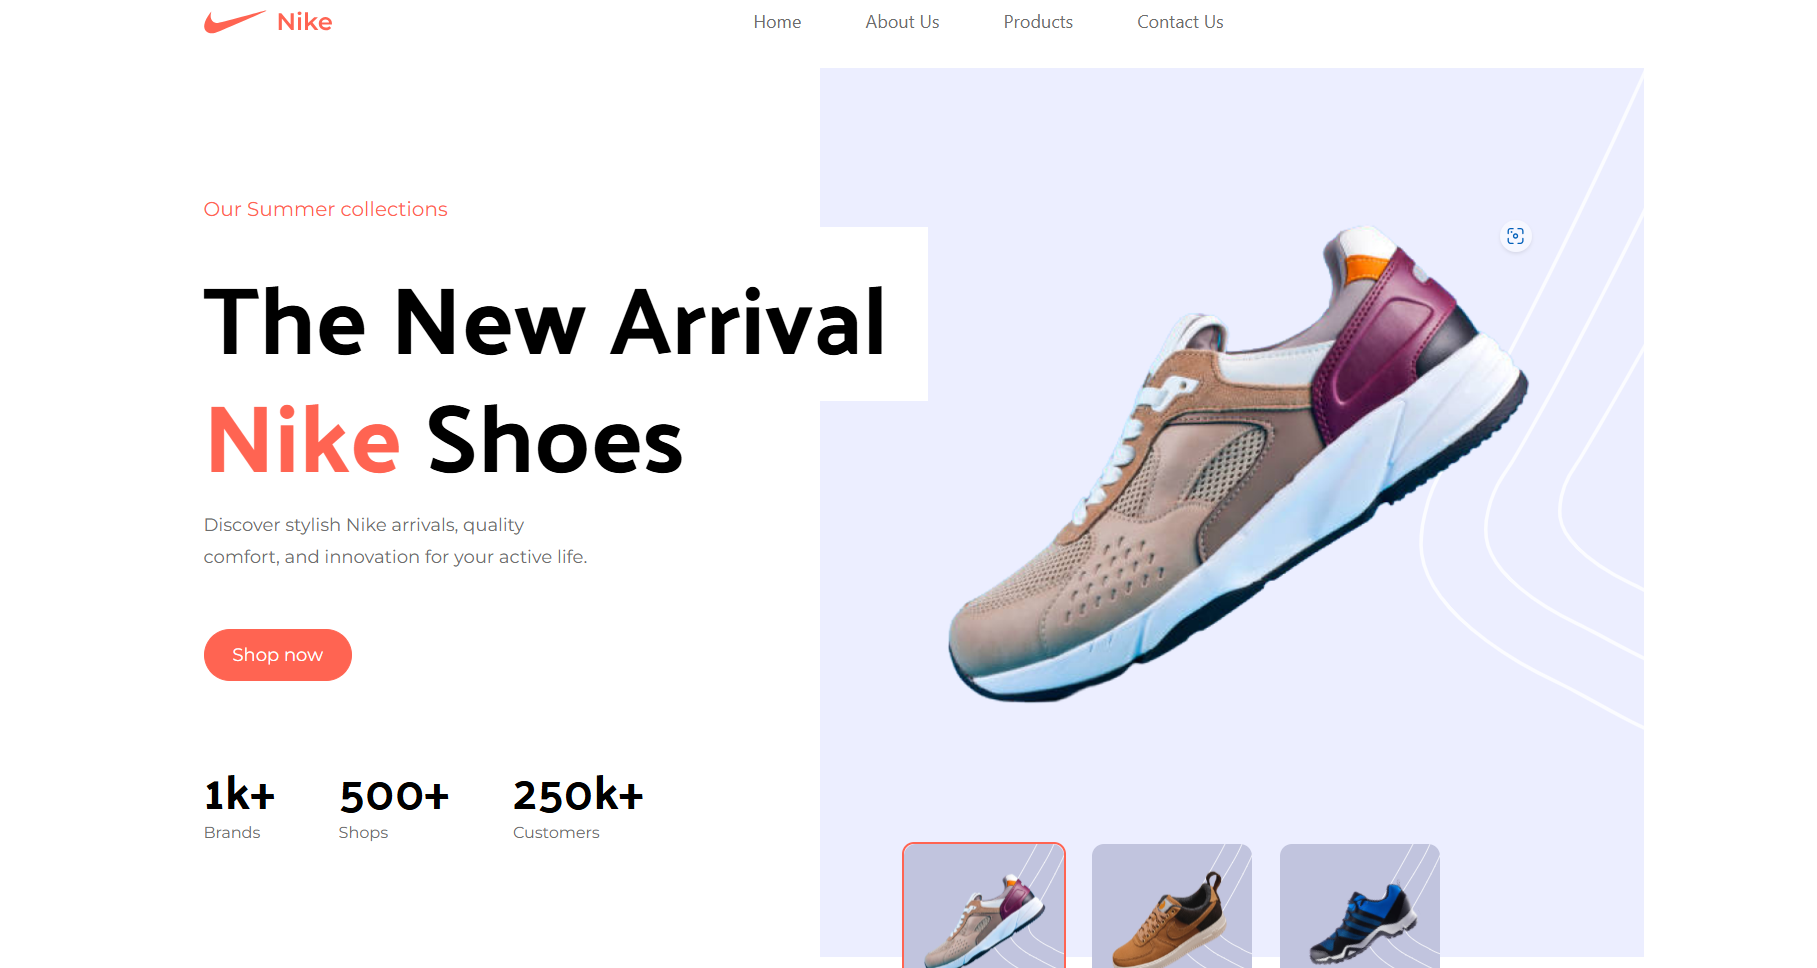 Nike
Home
About Us
Products
Contact Us
Our Summer collections
The New Arrival
Nike Shoes
Discover stylish Nike arrivals, quality
comfort, and innovation for your active life.
Shop now
1k+
Brands
500+
Shops
250k+
Customers